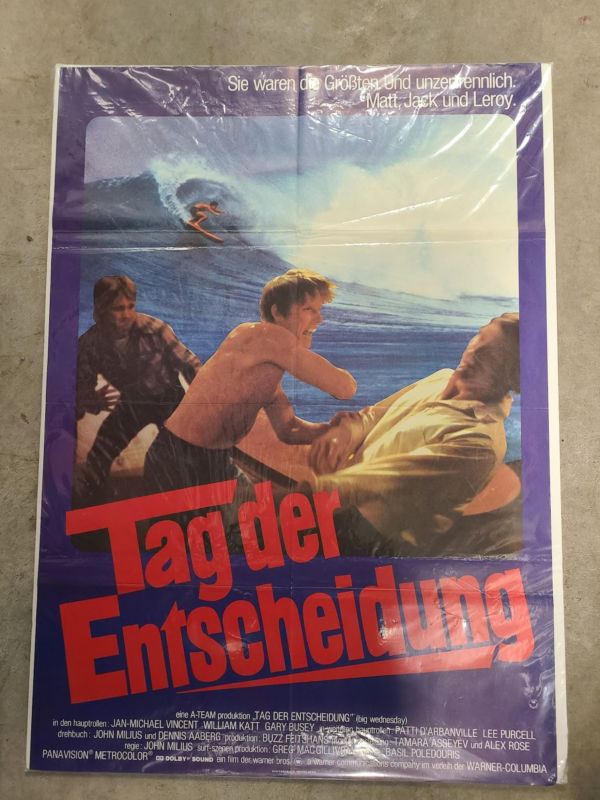 Sie waren die Größten. Und unzertrennlich.
Matt, Jack und Leroy.
Tag der
Entscheidung
eine A-TEAM produktion „TAG DER ENTSCHEIDUNG" (big wednesday)
in den hauptrollen: JAN-MICHAEL VINCENT WILLIAM KATT GARY BUSEY hauptrollen: PATTI D'ARBANVILLE LEE PURCELL
drehbuch: JOHN MILIUS und DENNIS AABERG produktion: BUZZ FEITSHANS TAMARA ASSEYEV und ALEX ROSE
regie: JOHN MILIUS surf-szenen produktion: GREG MACGILLIVRAY BASIL POLEDOURIS
PANAVISION® METROCOLOR® DOLBY SOUND ein film der warner bros. a warner communications company im verleih der WARNER-COLUMBIA